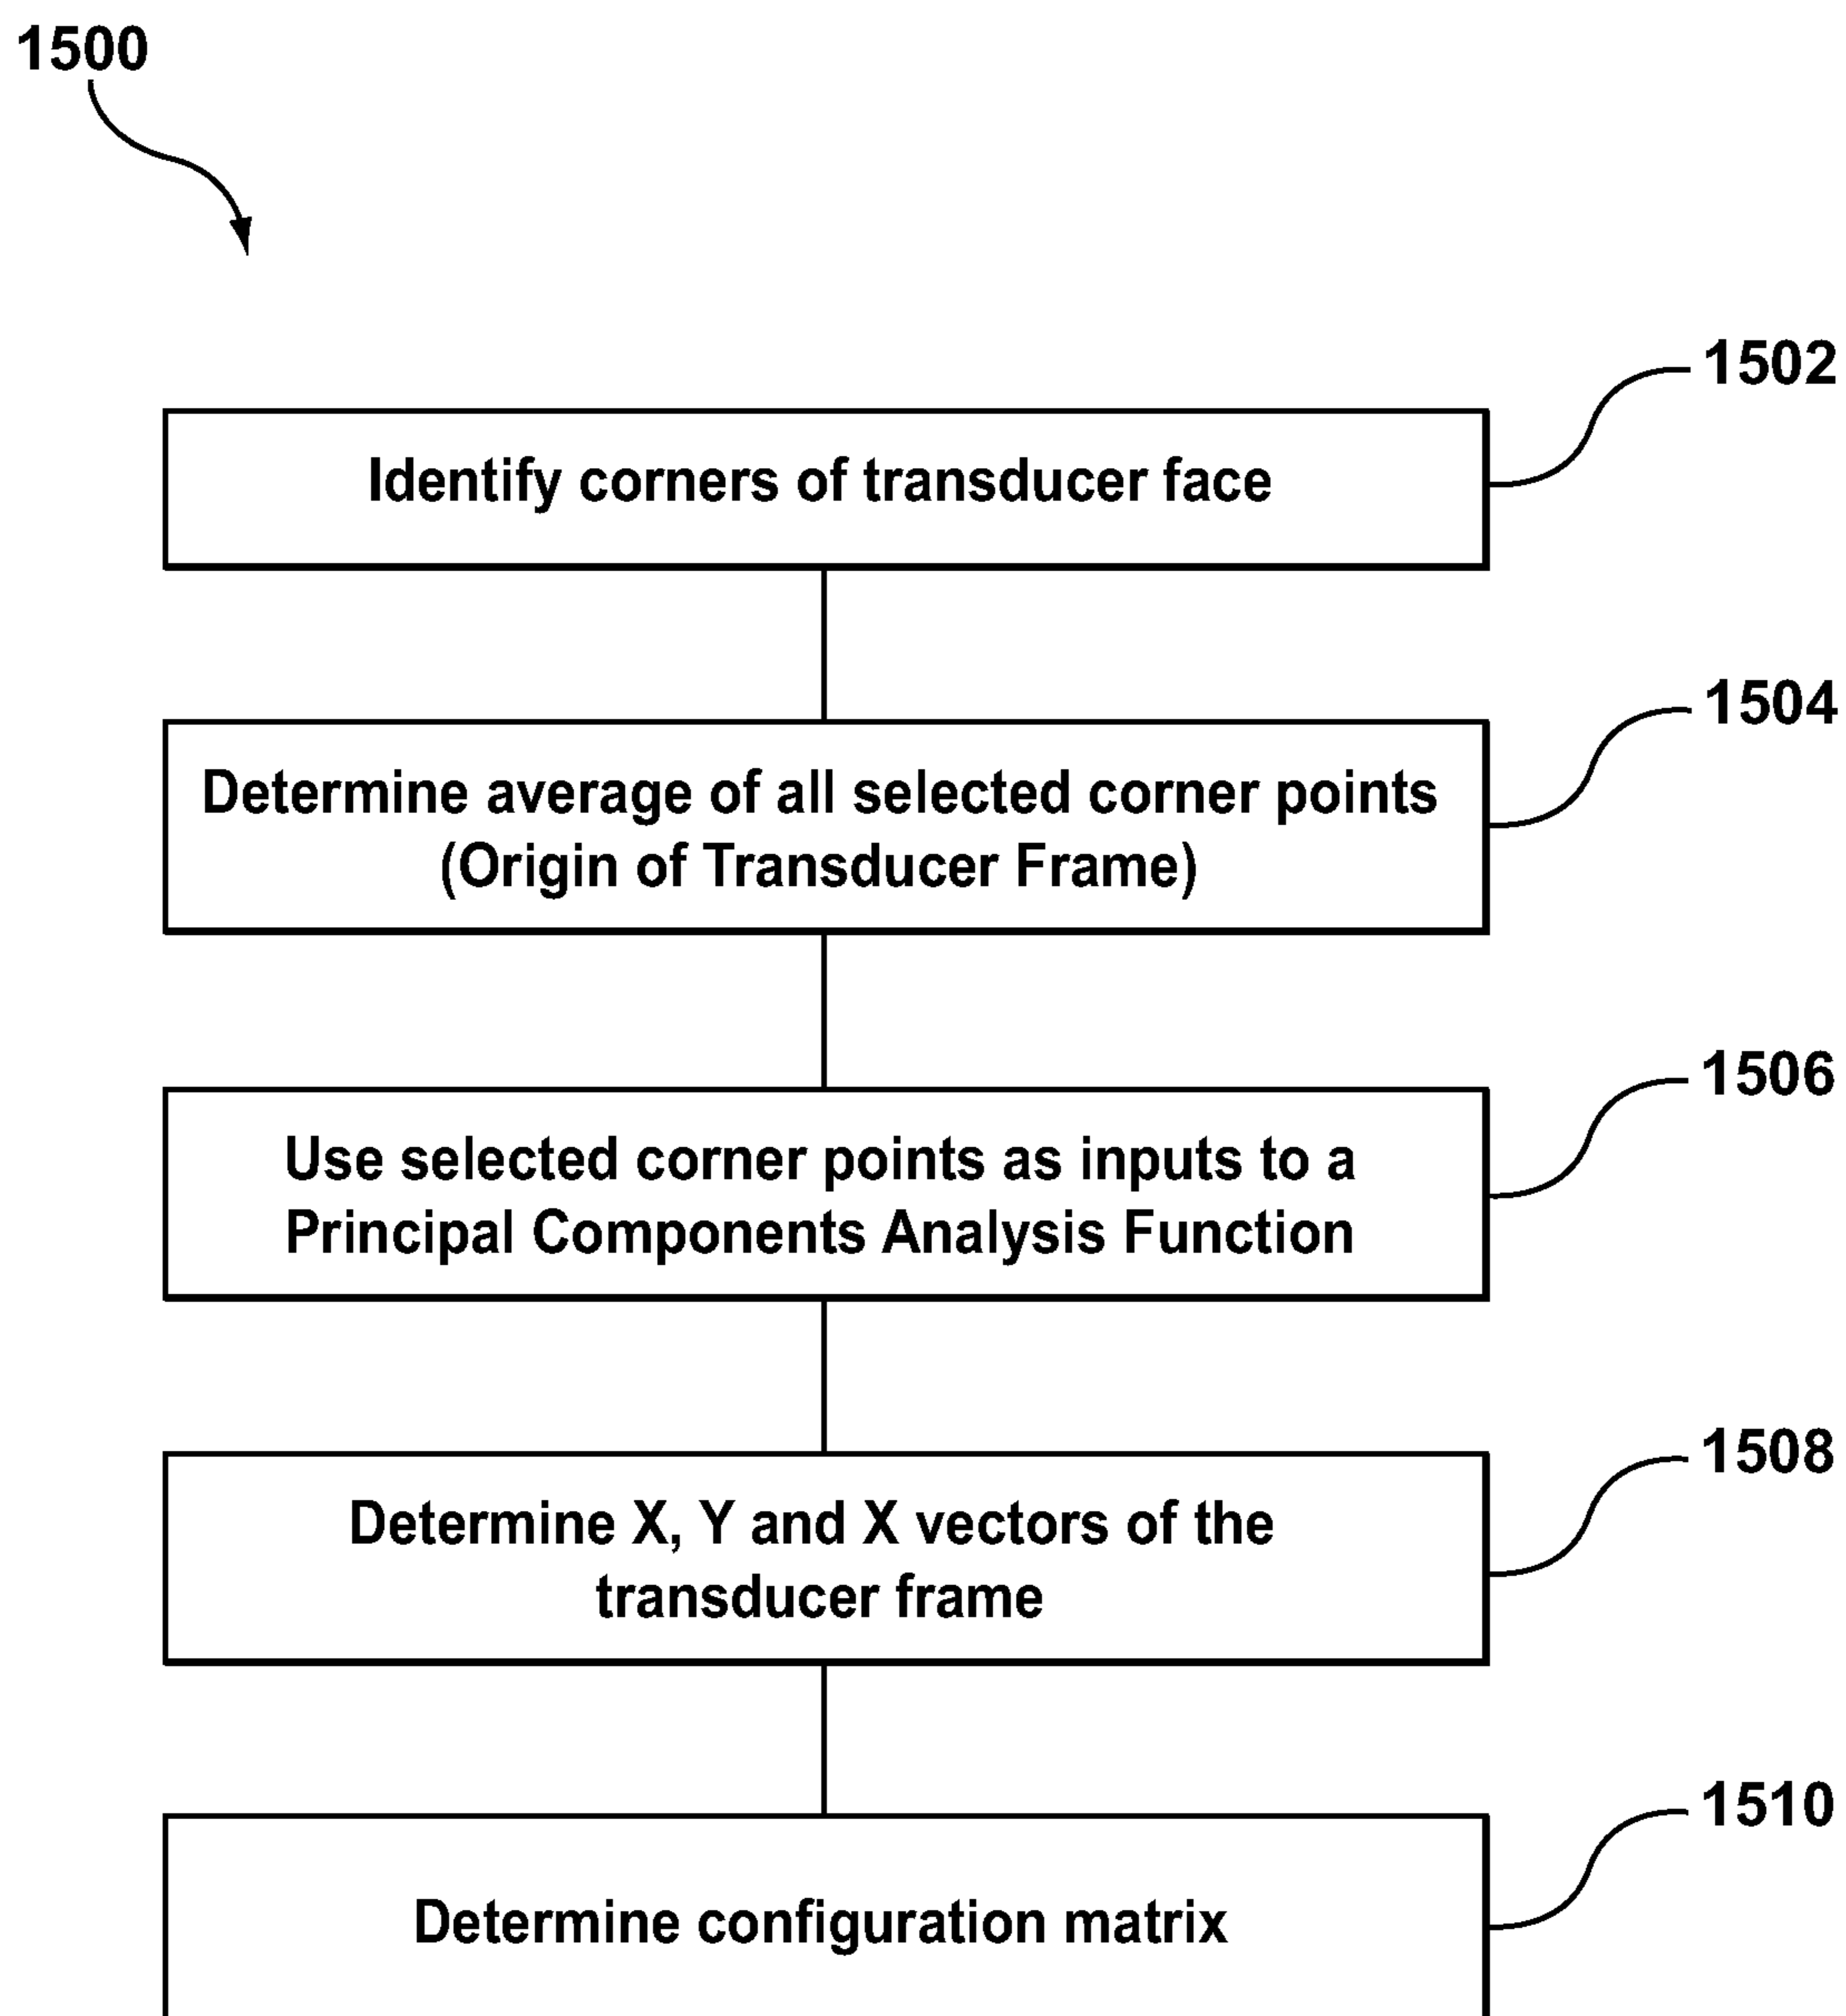 1500
1502
Identify corners of transducer face
1504
Determine average of all selected corner points
(Origin of Transducer Frame)
1506
Use selected corner points as inputs to a
Principal Components Analysis Function
1508
Determine X, Y and X vectors of the
transducer frame
1510
Determine configuration matrix